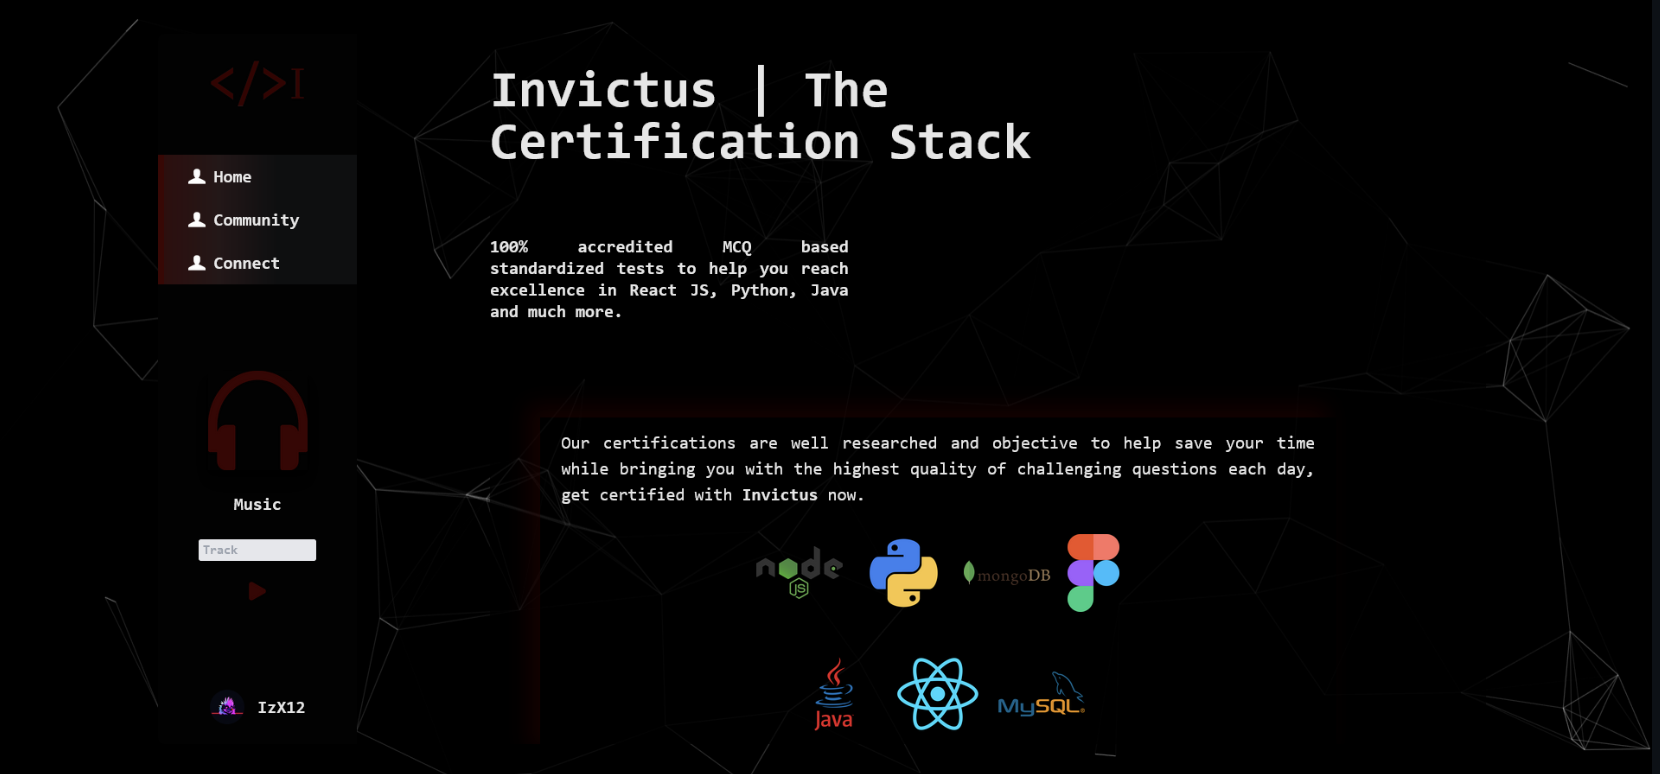 </>I
Home
Community
Connect
Music
Track
IzX12
Invictus | The
Certification Stack
100% accredited MCQ based
standardized tests to help you reach
excellence in React JS, Python, Java
and much more.
Our certifications are well researched and objective to help save your time
while bringing you with the highest quality of challenging questions each day,
get certified with Invictus now.
node
JS
mongoDB
Java
MySQL®